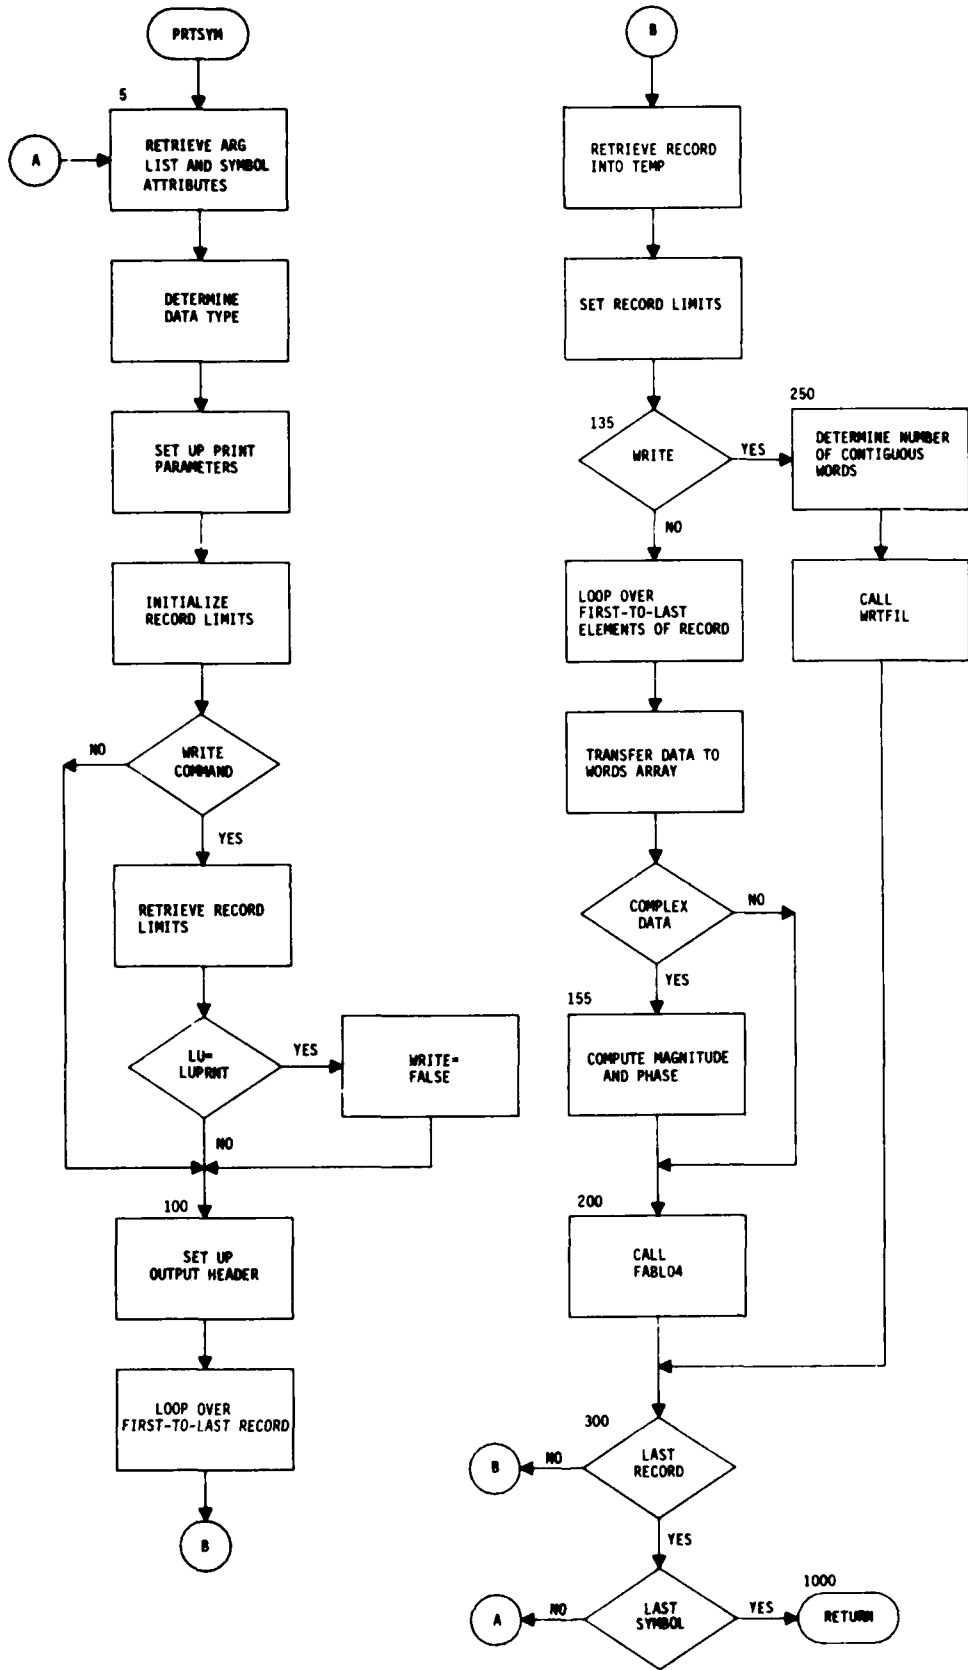 PRTSYM
5
A
RETRIEVE ARG
LIST AND SYMBOL
ATTRIBUTES
DETERMINE
DATA TYPE
SET UP PRINT
PARAMETERS
INITIALIZE
RECORD LIMITS
NO
WRITE
COMMAND
YES
RETRIEVE RECORD
LIMITS
LU=
LUPRNT
YES
WRITE=
FALSE
NO
100
SET UP
OUTPUT HEADER
LOOP OVER
FIRST-TO-LAST RECORD
B
B
RETRIEVE RECORD
INTO TEMP
SET RECORD LIMITS
135
WRITE
YES
250
DETERMINE NUMBER
OF CONTIGUOUS
WORDS
NO
CALL
WRTFIL
LOOP OVER
FIRST-TO-LAST
ELEMENTS OF RECORD
TRANSFER DATA TO
WORDS ARRAY
COMPLEX
DATA
NO
YES
155
COMPUTE MAGNITUDE
AND PHASE
200
CALL
FABLO4
300
LAST
RECORD
NO
B
YES
LAST
SYMBOL
NO
A
YES
1000
RETURN